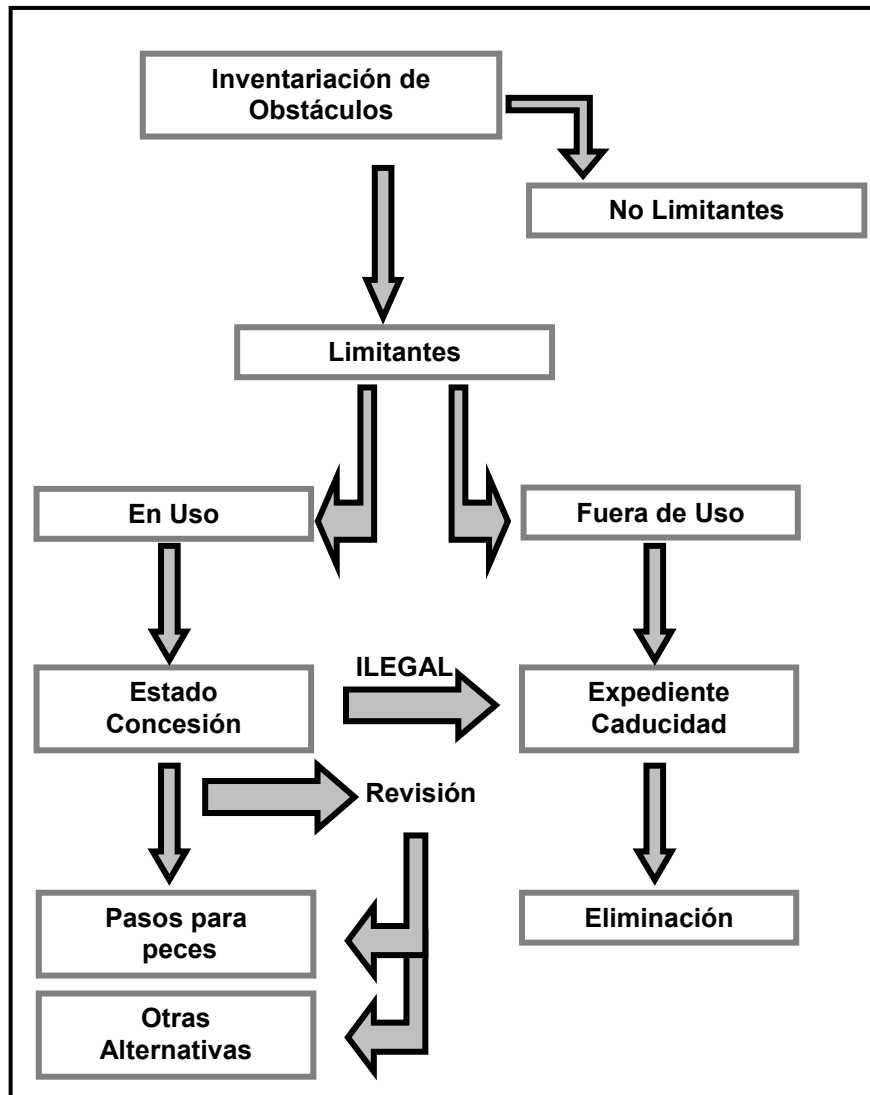 Inventariación de
Obstáculos
No Limitantes
Limitantes
En Uso
Fuera de Uso
Estado
Concesión
ILEGAL
Expediente
Caducidad
Revisión
Pasos para
peces
Eliminación
Otras
Alternativas